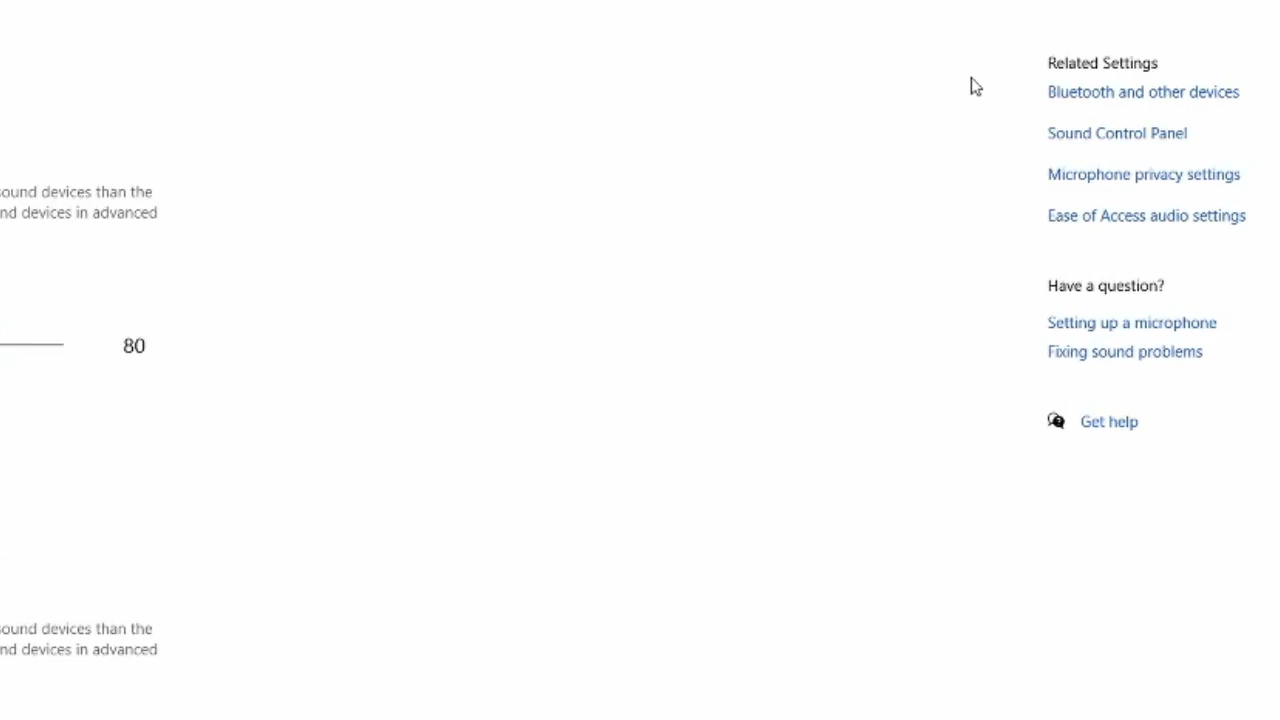 sound devices than the
nd devices in advanced
80
sound devices than the
nd devices in advanced
Related Settings
Bluetooth and other devices
Sound Control Panel
Microphone privacy settings
Ease of Access audio settings
Have a question?
Setting up a microphone
Fixing sound problems
Get help